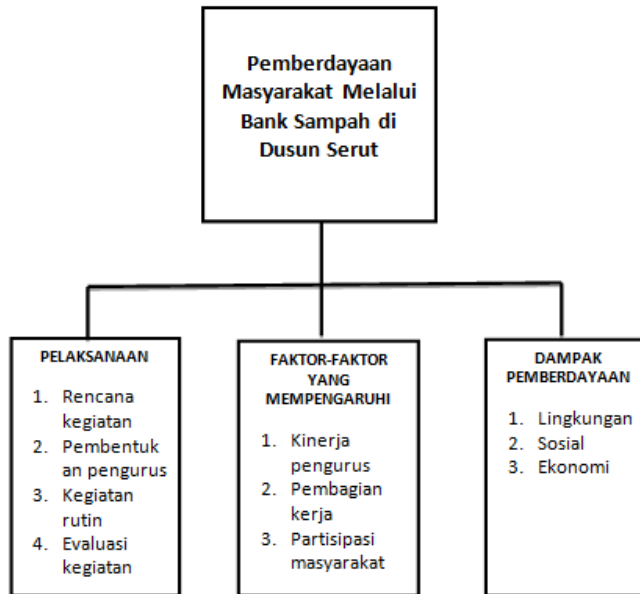 Pemberdayaan
Masyarakat Melalui
Bank Sampah di
Dusun Serut
PELAKSANAAN
1. Rencana
kegiatan
2. Pembentuk
an pengurus
3. Kegiatan
rutin
4. Evaluasi
kegiatan
FAKTOR-FAKTOR
YANG
MEMPENGARUHI
1. Kinerja
pengurus
2. Pembagian
kerja
3. Partisipasi
masyarakat
DAMPAK
PEMBERDAYAAN
1. Lingkungan
2. Sosial
3. Ekonomi